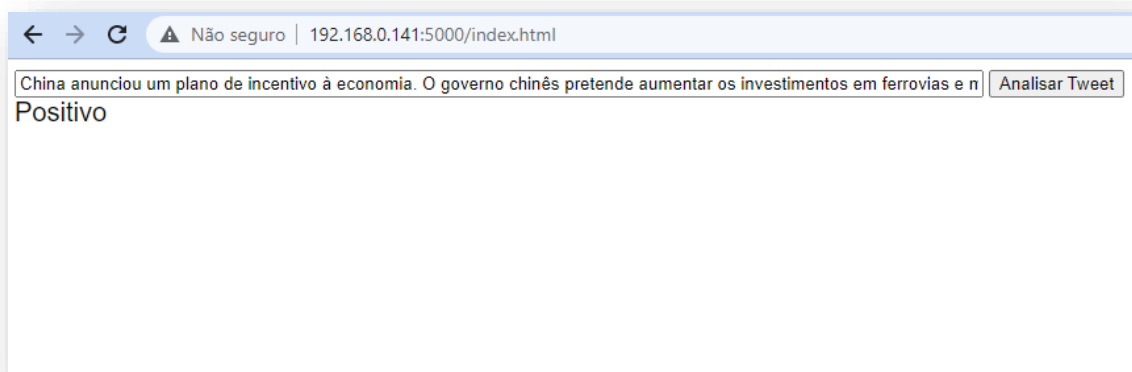 Não seguro | 192.168.0.141:5000/index.html
China anunciou um plano de incentivo à economia. O governo chinês pretende aumentar os investimentos em ferrovias e Analisar Tweet
Positivo